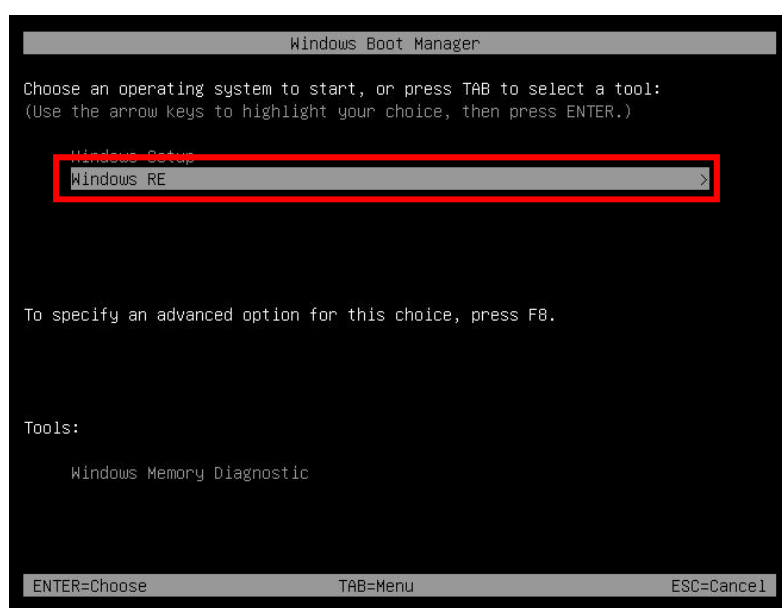 Windows Boot Manager
Choose an operating system to start, or press TAB to select a tool:
(Use the arrow keys to highlight your choice, then press ENTER.)
Windows Setup
Windows RE >
To specify an advanced option for this choice, press F8.
Tools:
Windows Memory Diagnostic
ENTER=Choose TAB=Menu ESC=Cancel